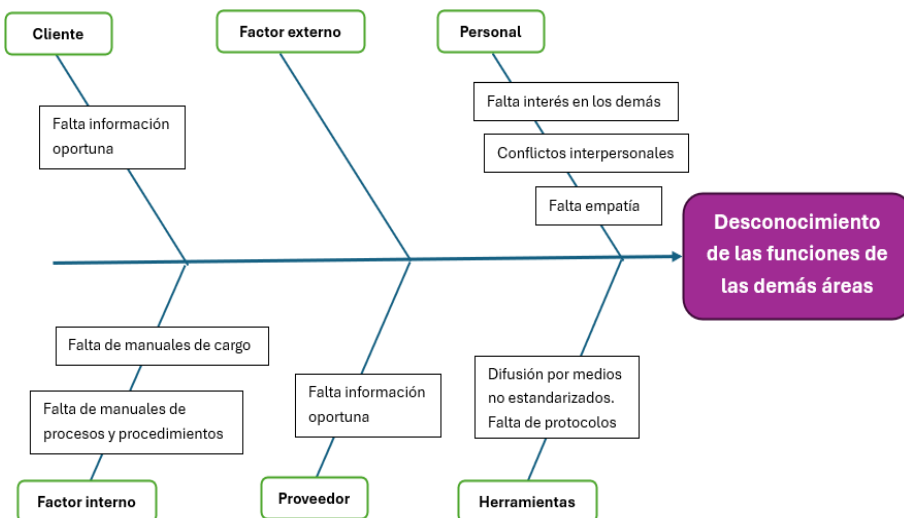 Cliente
Factor externo
Personal
Falta información
oportuna
Falta interés en los demás
Conflictos interpersonales
Falta empatía
Desconocimiento
de las funciones de
las demás áreas
Falta de manuales de cargo
Falta de manuales de
procesos y procedimientos
Falta información
oportuna
Difusión por medios
no estandarizados.
Falta de protocolos
Factor interno
Proveedor
Herramientas